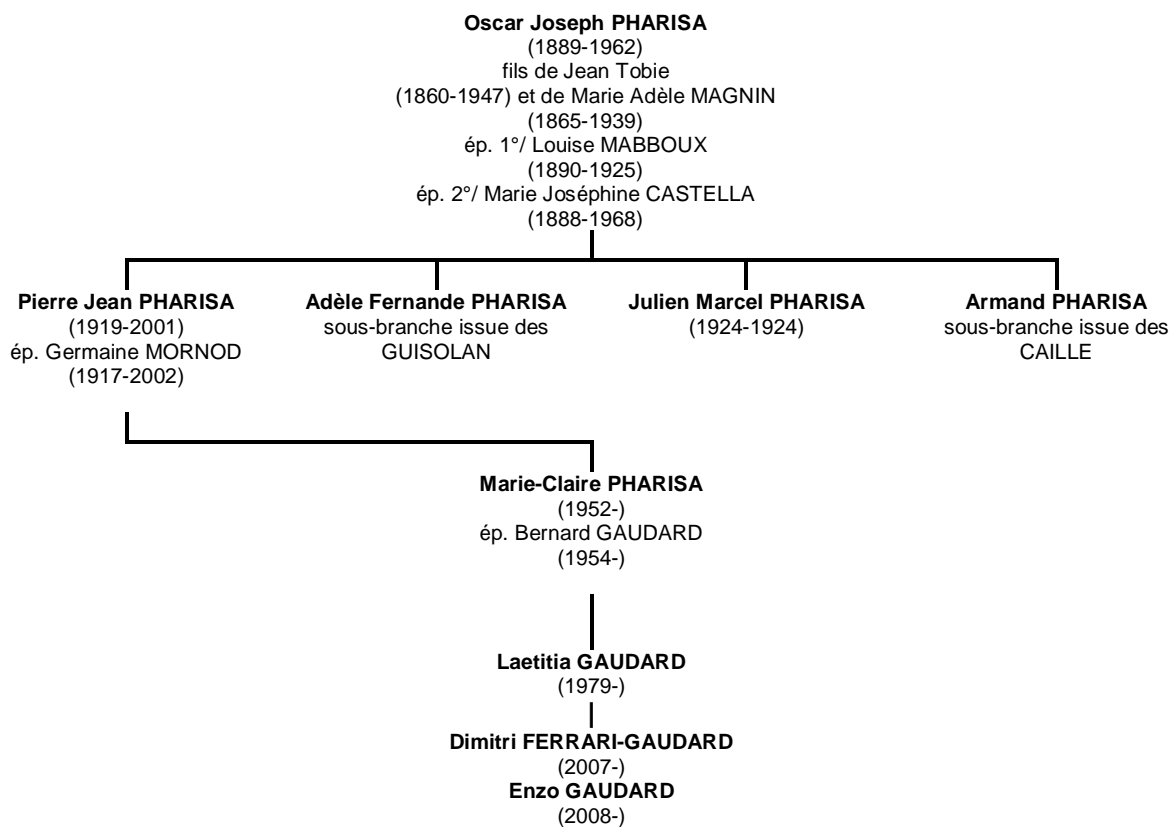 Oscar Joseph PHARISA
(1889-1962)
fils de Jean Tobie
(1860-1947) et de Marie Adèle MAGNIN
(1865-1939)
ép. 1°/ Louise MABBOUX
(1890-1925)
ép. 2°/ Marie Joséphine CASTELLA
(1888-1968)
Pierre Jean PHARISA
(1919-2001)
ép. Germaine MORNOD
(1917-2002)
Adèle Fernande PHARISA
sous-branche issue des
GUISOLAN
Julien Marcel PHARISA
(1924-1924)
Armand PHARISA
sous-branche issue des
CAILLE
Marie-Claire PHARISA
(1952-)
ép. Bernard GAUDARD
(1954-)
Laetitia GAUDARD
(1979-)
Dimitri FERRARI-GAUDARD
(2007-)
Enzo GAUDARD
(2008-)